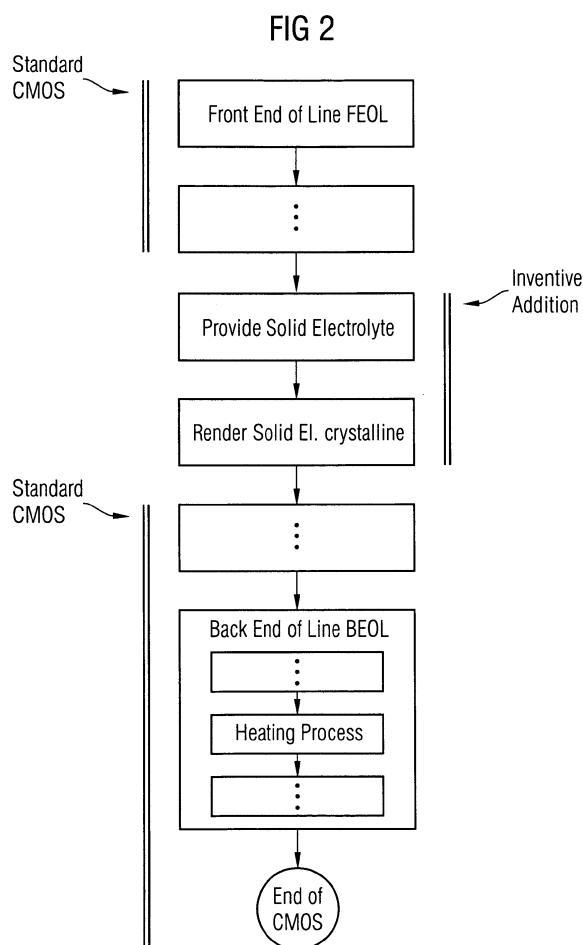 FIG 2
Standard
CMOS
Front End of Line FEOL
Inventive
Addition
Provide Solid Electrolyte
Render Solid El. crystalline
Standard
CMOS
Back End of Line BEOL
Heating Process
End of
CMOS